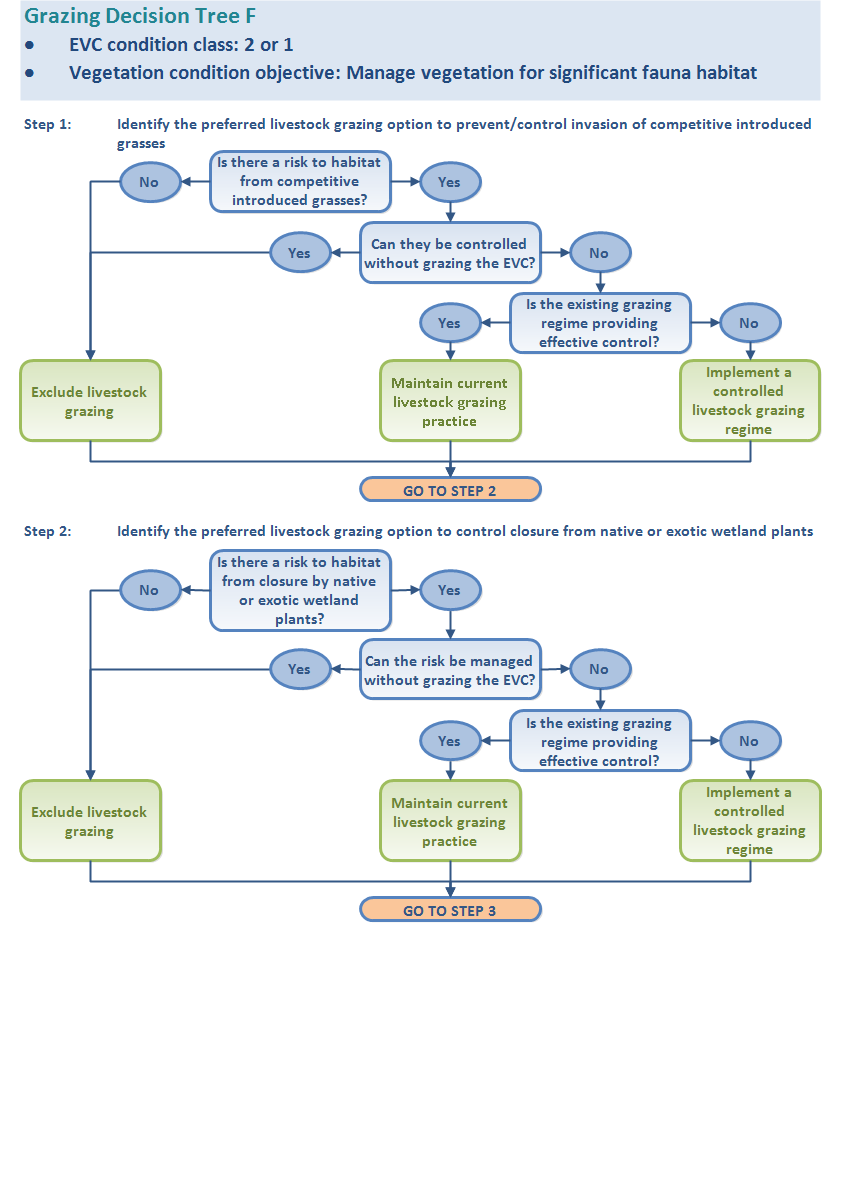 Grazing Decision Tree F
● EVC condition class: 2 or 1
● Vegetation condition objective: Manage vegetation for significant fauna habitat
Step 1: Identify the preferred livestock grazing option to prevent/control invasion of competitive introduced
grasses
Is there a risk to habitat
from competitive
introduced grasses?
No
Yes
Can they be controlled
without grazing the EVC?
Yes
No
Is the existing grazing
regime providing
effective control?
Yes
No
Exclude livestock
grazing
Maintain current
livestock grazing
practice
Implement a
controlled
livestock grazing
regime
GO TO STEP 2
Step 2: Identify the preferred livestock grazing option to control closure from native or exotic wetland plants
Is there a risk to habitat
from closure by native
or exotic wetland
plants?
No
Yes
Can the risk be managed
without grazing the EVC?
Yes
No
Is the existing grazing
regime providing
effective control?
Yes
No
Exclude livestock
grazing
Maintain current
livestock grazing
practice
Implement a
controlled
livestock grazing
regime
GO TO STEP 3